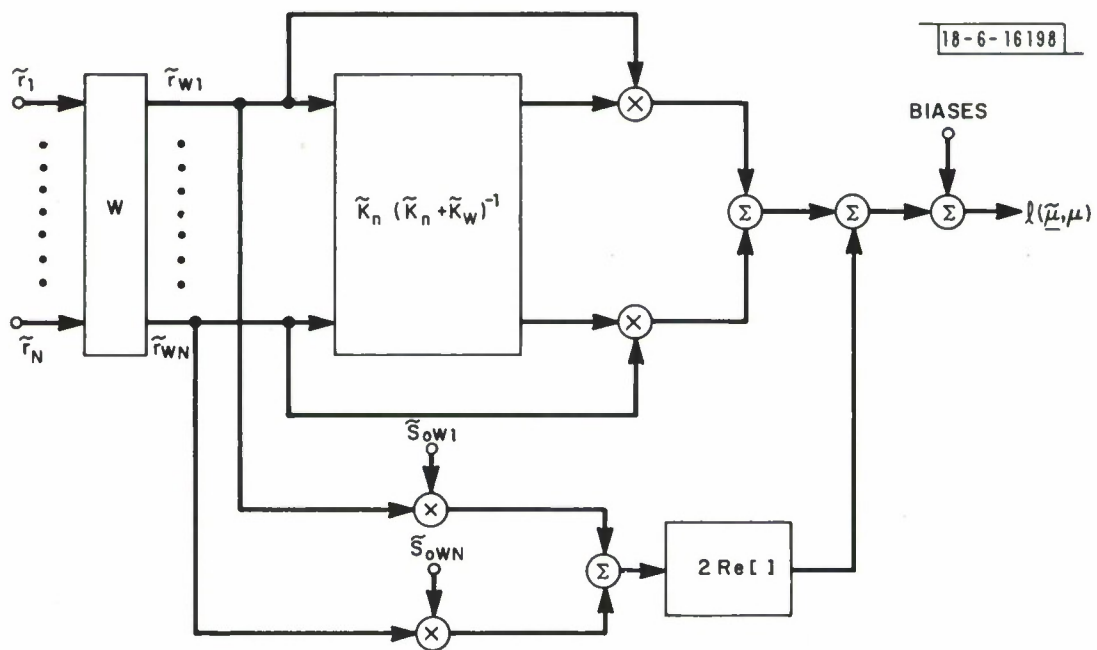 18-6-16198
r̃1
r̃W1
BIASES
W
K̃n (K̃n + K̃W)⁻¹
×
Σ
Σ
Σ
ℓ(μ̃,μ)
r̃N
r̃WN
×
S̃oW1
×
S̃oWN
Σ
2 Re[ ]
×